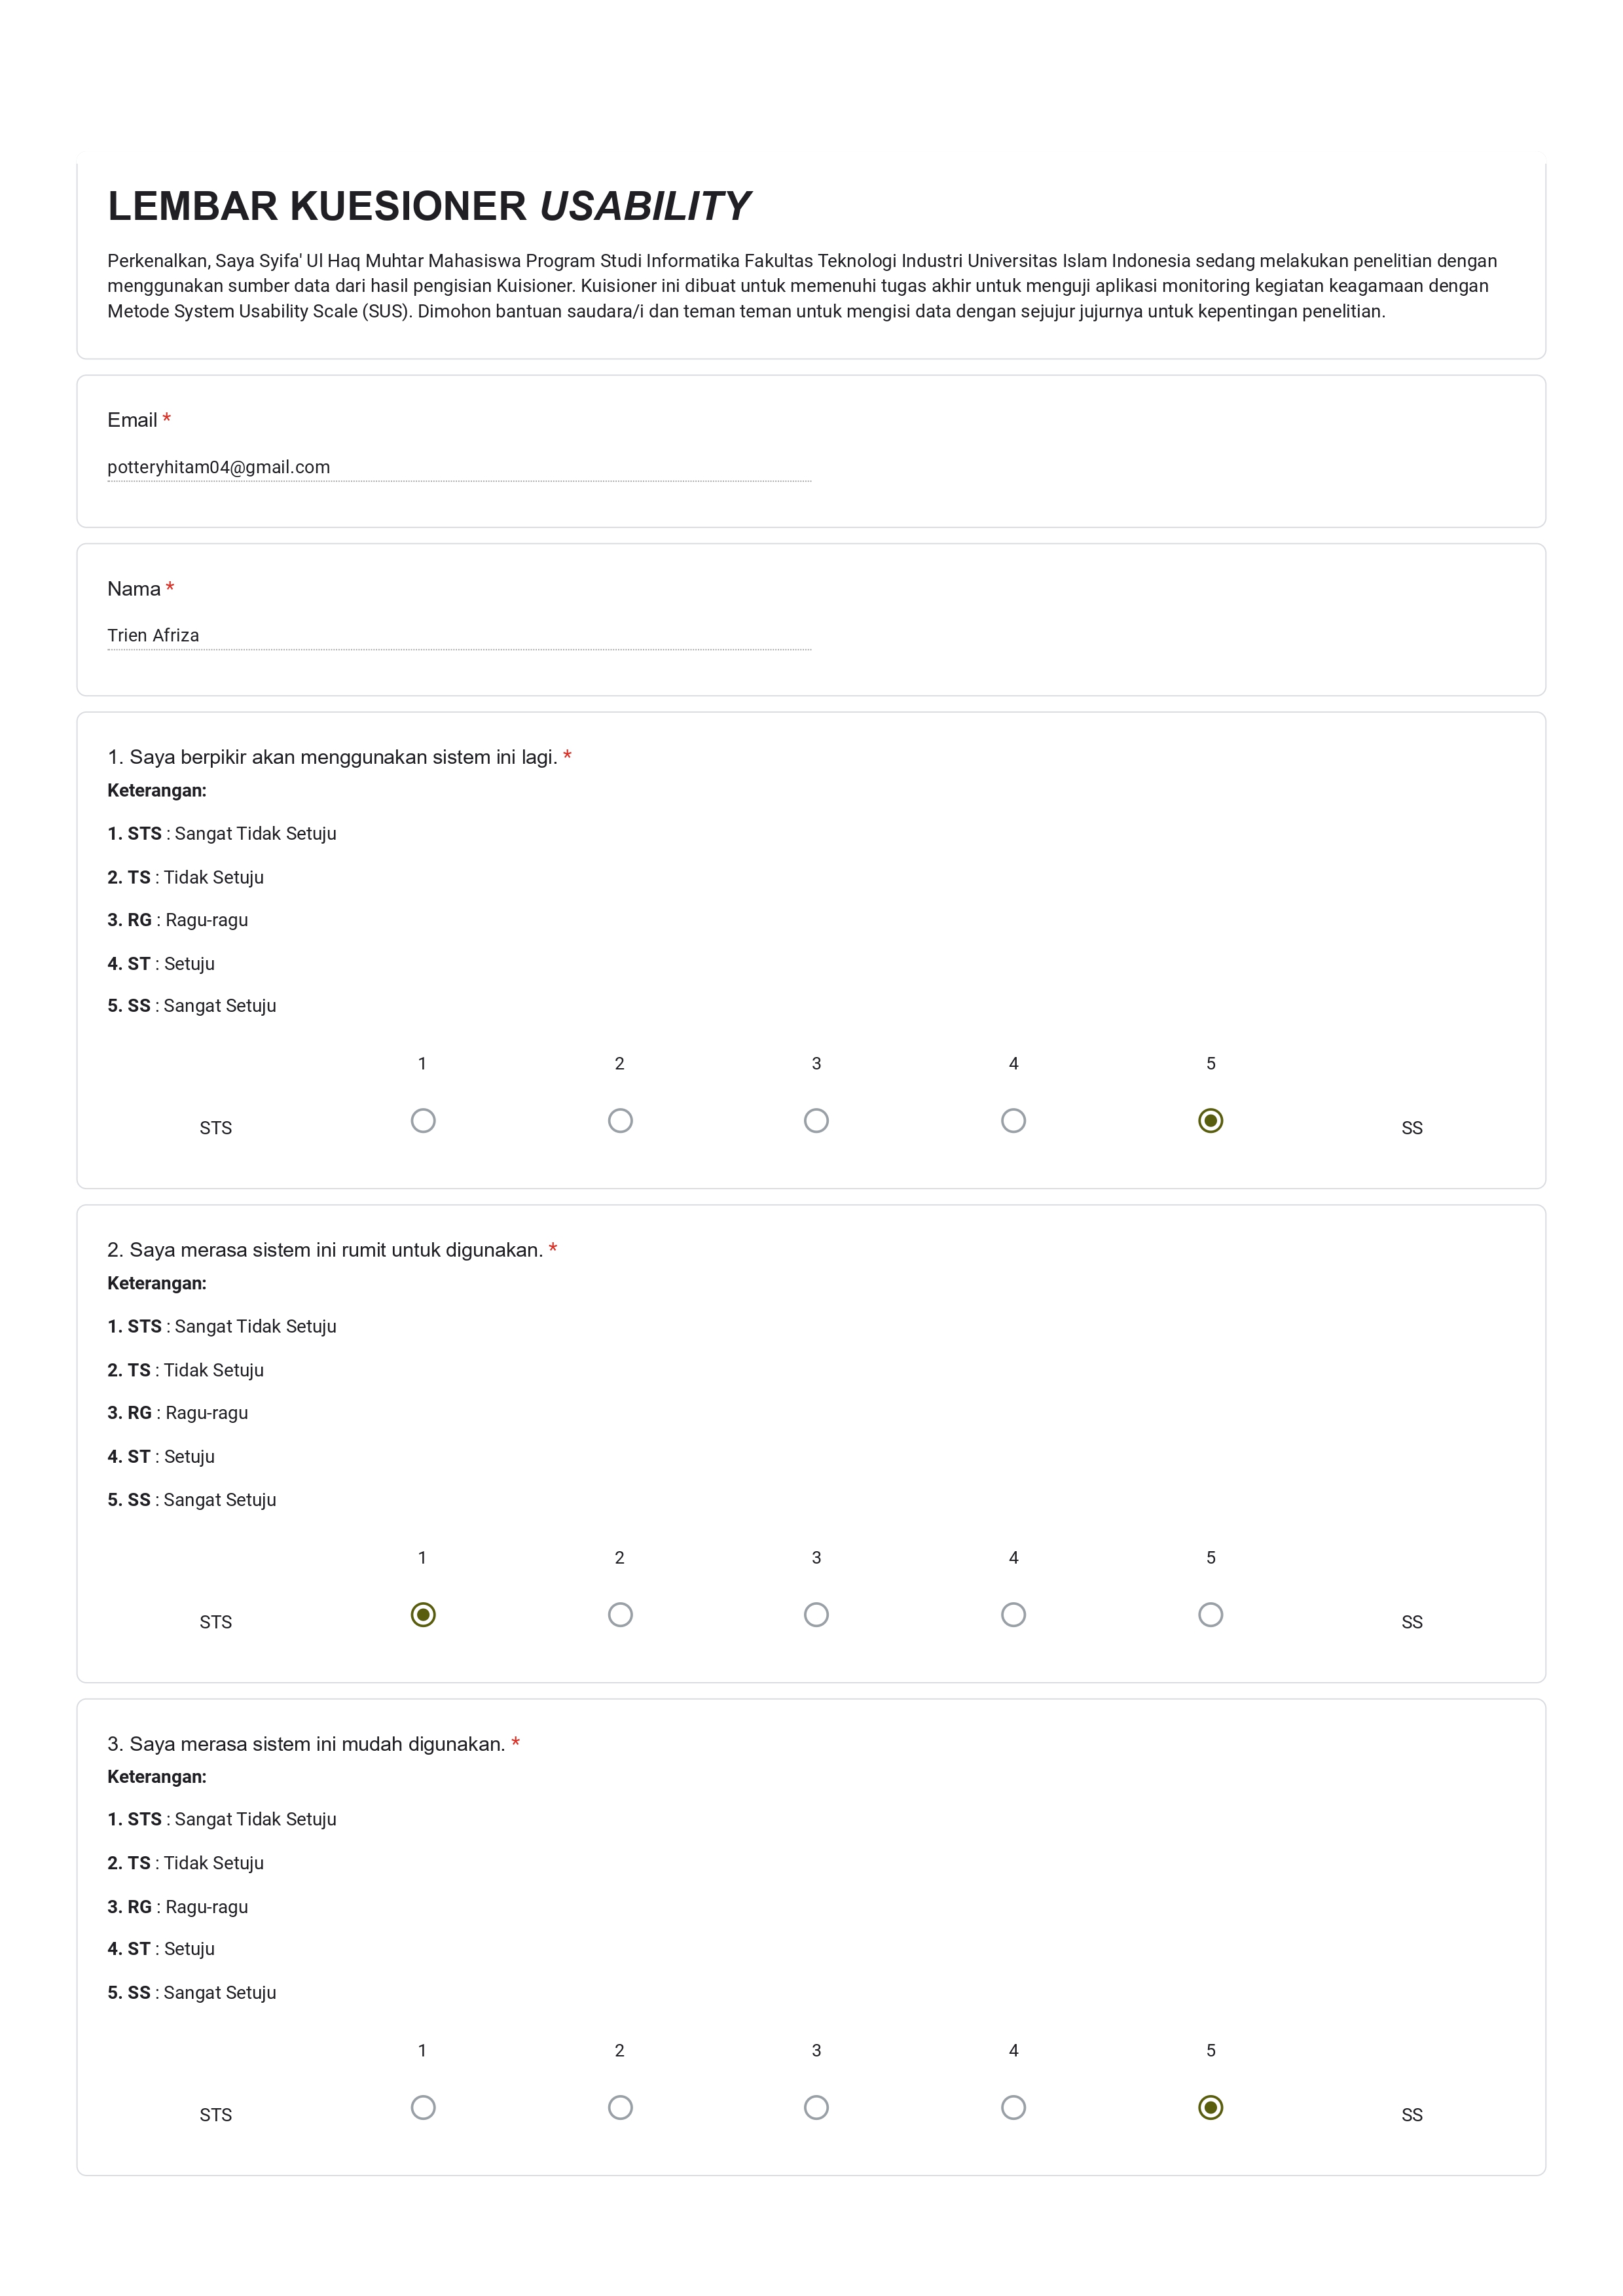 LEMBAR KUESIONER USABILITY
Perkenalkan, Saya Syifa' Ul Haq Muhtar Mahasiswa Program Studi Informatika Fakultas Teknologi Industri Universitas Islam Indonesia sedang melakukan penelitian dengan
menggunakan sumber data dari hasil pengisian Kuisioner. Kuisioner ini dibuat untuk memenuhi tugas akhir untuk menguji aplikasi monitoring kegiatan keagamaan dengan
Metode System Usability Scale (SUS). Dimohon bantuan saudara/i dan teman teman untuk mengisi data dengan sejujur jujurnya untuk kepentingan penelitian.
Email *
potteryhitam04@gmail.com
Nama *
Trien Afriza
1. Saya berpikir akan menggunakan sistem ini lagi. *
Keterangan:
1. STS : Sangat Tidak Setuju
2. TS : Tidak Setuju
3. RG : Ragu-ragu
4. ST : Setuju
5. SS : Sangat Setuju
1 2 3 4 5
STS SS
2. Saya merasa sistem ini rumit untuk digunakan. *
Keterangan:
1. STS : Sangat Tidak Setuju
2. TS : Tidak Setuju
3. RG : Ragu-ragu
4. ST : Setuju
5. SS : Sangat Setuju
1 2 3 4 5
STS SS
3. Saya merasa sistem ini mudah digunakan. *
Keterangan:
1. STS : Sangat Tidak Setuju
2. TS : Tidak Setuju
3. RG : Ragu-ragu
4. ST : Setuju
5. SS : Sangat Setuju
1 2 3 4 5
STS SS